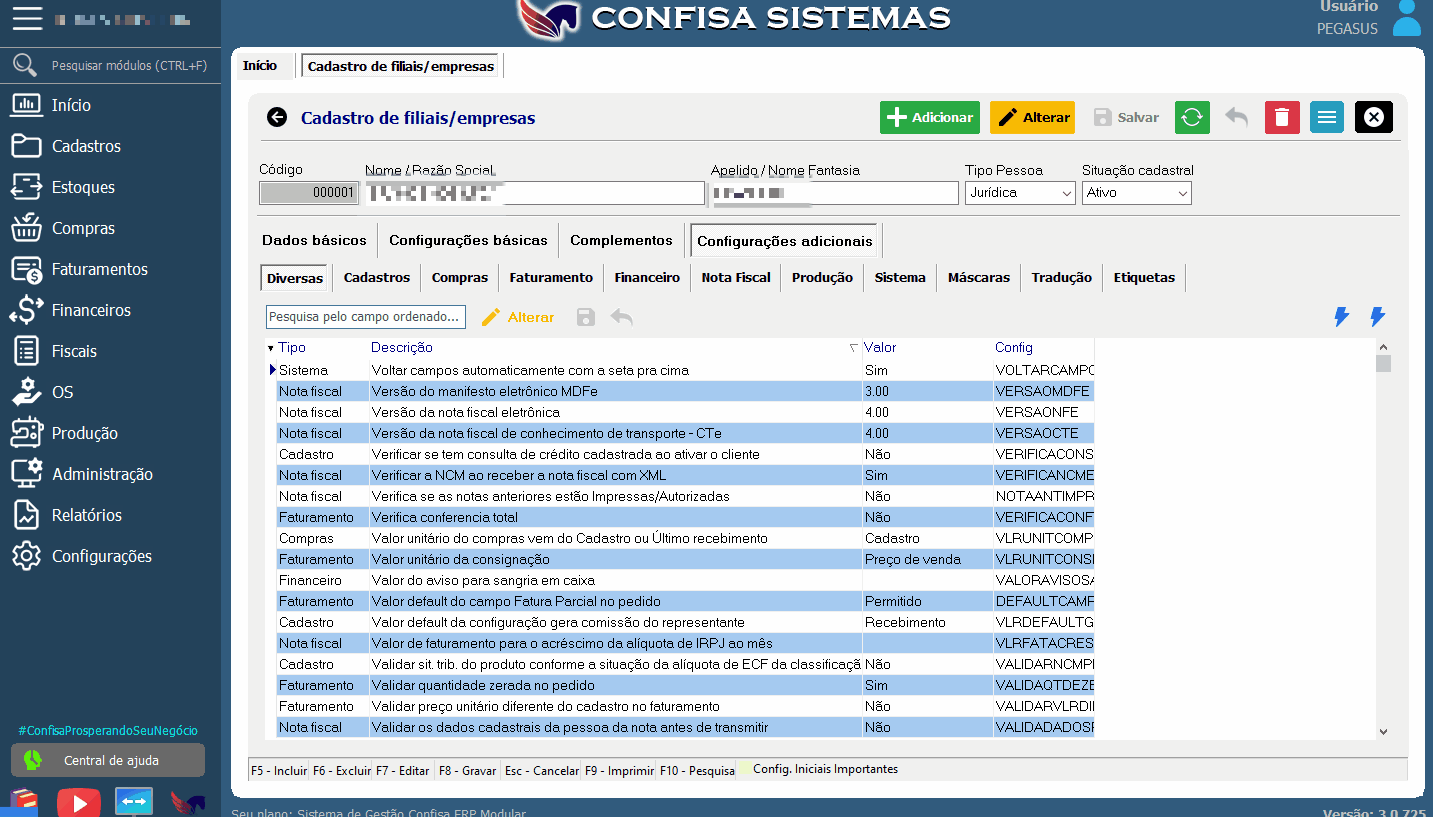 CONFISA SISTEMAS
Usuário
PEGASUS
Pesquisar módulos (CTRL+F)
Início
Cadastros
Estoques
Compras
Faturamentos
Financeiros
Fiscais
OS
Produção
Administração
Relatórios
Configurações
#ConfisaProsperandoSeuNegócio
Central de ajuda
Início Cadastro de filiais/empresas
Cadastro de filiais/empresas Adicionar Alterar Salvar
Código Nome / Razão Social Apelido / Nome Fantasia Tipo Pessoa Situação cadastral
000001 Jurídica Ativo
Dados básicos Configurações básicas Complementos Configurações adicionais
Diversas Cadastros Compras Faturamento Financeiro Nota Fiscal Produção Sistema Máscaras Tradução Etiquetas
Pesquisa pelo campo ordenado... Alterar
Tipo Descrição Valor Config
Sistema Voltar campos automaticamente com a seta pra cima Sim VOLTARCAMPO
Nota fiscal Versão do manifesto eletrônico MDFe 3.00 VERSAOMDFE
Nota fiscal Versão da nota fiscal eletrônica 4.00 VERSAONFE
Nota fiscal Versão da nota fiscal de conhecimento de transporte - CTe 4.00 VERSAOCTE
Cadastro Verificar se tem consulta de crédito cadastrada ao ativar o cliente Não VERIFICACONS
Nota fiscal Verificar a NCM ao receber a nota fiscal com XML Sim VERIFICANCME
Nota fiscal Verifica se as notas anteriores estão Impressas/Autorizadas Não NOTAANTIMPR
Faturamento Verifica conferencia total Não VERIFICACONF
Compras Valor unitário do compras vem do Cadastro ou Último recebimento Cadastro VLRUNITCOMP
Faturamento Valor unitário da consignação Preço de venda VLRUNITCONSI
Financeiro Valor do aviso para sangria em caixa VALORAVISOSA
Faturamento Valor default do campo Fatura Parcial no pedido Permitido DEFAULTCAMP
Cadastro Valor default da configuração gera comissão do representante Recebimento VLRDEFAULTG
Nota fiscal Valor de faturamento para o acréscimo da alíquota de IRPJ ao mês VLRFATACRES
Cadastro Validar sit. trib. do produto conforme a situação da alíquota de ECF da classificaçã Não VALIDARNCMPI
Faturamento Validar quantidade zerada no pedido Sim VALIDAQTDEZE
Faturamento Validar preço unitário diferente do cadastro no faturamento Não VALIDARVLRDII
Nota fiscal Validar os dados cadastrais da pessoa da nota antes de transmitir Não VALIDADADOSF
F5 - Incluir F6 - Excluir F7 - Editar F8 - Gravar Esc - Cancelar F9 - Imprimir F10 - Pesquisa Config. Iniciais Importantes
Seu plano: Sistema de Gestão Confisa ERP Modular Versão: 3.0.725